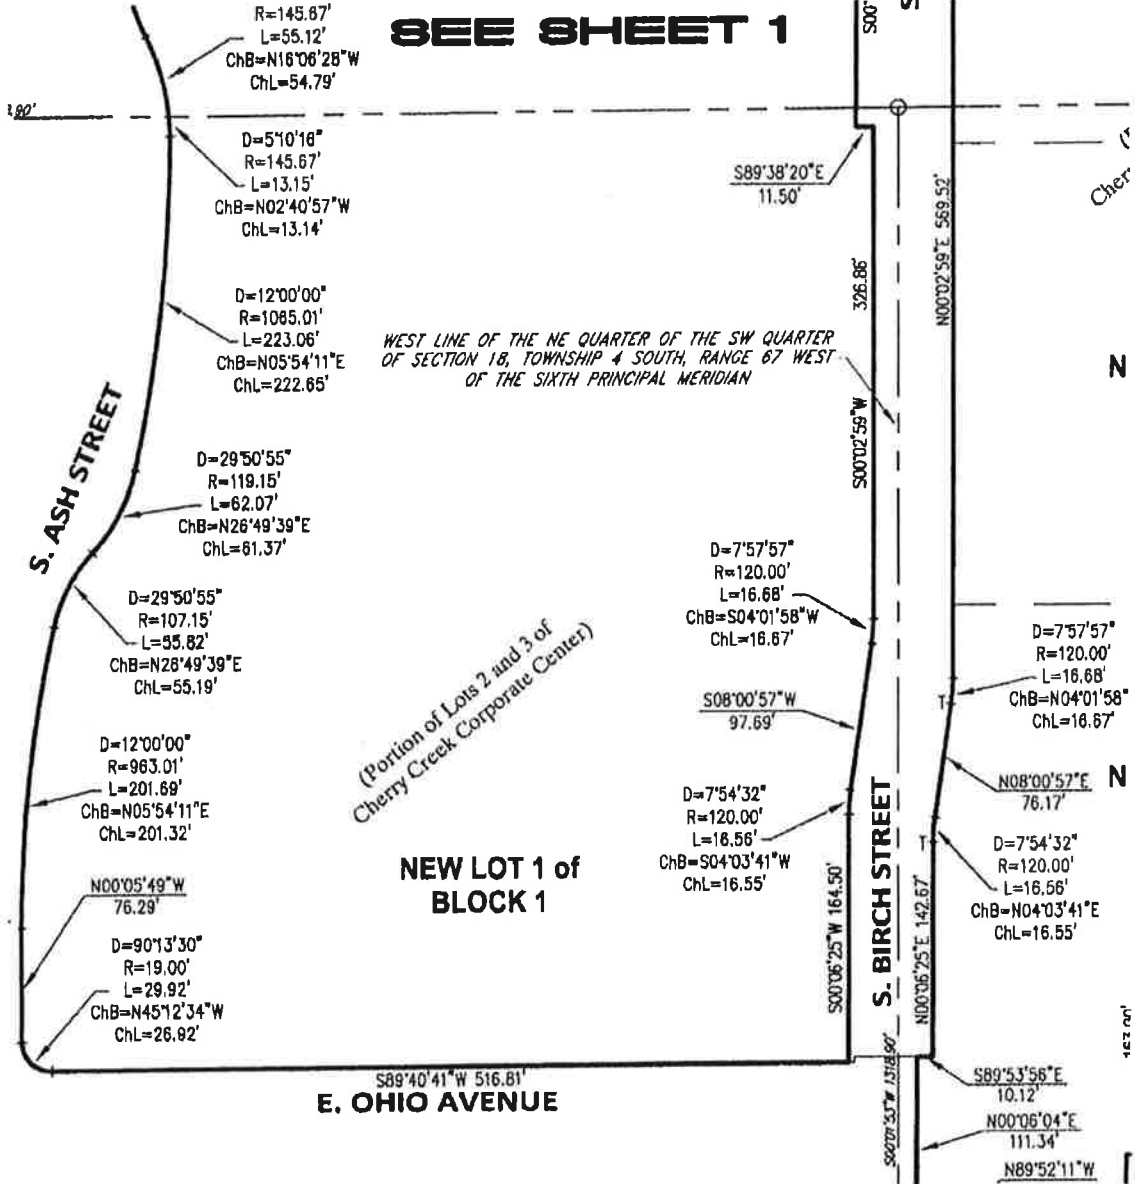 R=145.67'
L=55.12'
ChB=N16°06'28"W
ChL=54.79'
SEE SHEET 1
D=5°10'16"
R=145.67'
L=13.15'
ChB=N02°40'57"W
ChL=13.14'
S89°38'20"E
11.50'
D=12°00'00"
R=1065.01'
L=223.06'
ChB=N05°54'11"E
ChL=222.65'
WEST LINE OF THE NE QUARTER OF THE SW QUARTER
OF SECTION 18, TOWNSHIP 4 SOUTH, RANGE 67 WEST
OF THE SIXTH PRINCIPAL MERIDIAN
326.86'
S00°02'59"W
N00°02'59"E 569.52'
N
S. ASH STREET
D=29°50'55"
R=119.15'
L=62.07'
ChB=N26°49'39"E
ChL=61.37'
D=29°50'55"
R=107.15'
L=55.82'
ChB=N26°49'39"E
ChL=55.19'
(Portion of Lots 2 and 3 of
Cherry Creek Corporate Center)
D=7°57'57"
R=120.00'
L=16.68'
ChB=S04°01'58"W
ChL=16.67'
S08°00'57"W
97.69'
D=7°57'57"
R=120.00'
L=16.68'
ChB=N04°01'58"
ChL=16.67'
T
N08°00'57"E
76.17'
N
D=12°00'00"
R=963.01'
L=201.69'
ChB=N05°54'11"E
ChL=201.32'
D=7°54'32"
R=120.00'
L=16.56'
ChB=S04°03'41"W
ChL=16.55'
T
D=7°54'32"
R=120.00'
L=16.56'
ChB=N04°03'41"E
ChL=16.55'
NEW LOT 1 of
BLOCK 1
N00°05'49"W
76.29'
D=90°13'30"
R=19.00'
L=29.92'
ChB=N45°12'34"W
ChL=26.92'
S00°06'25"W 164.50'
S. BIRCH STREET
N00°06'25"E 142.67'
S00°01'53"W 1318.90'
S89°40'41"W 516.81'
E. OHIO AVENUE
S89°53'56"E
10.12'
N00°06'04"E
111.34'
N89°52'11"W